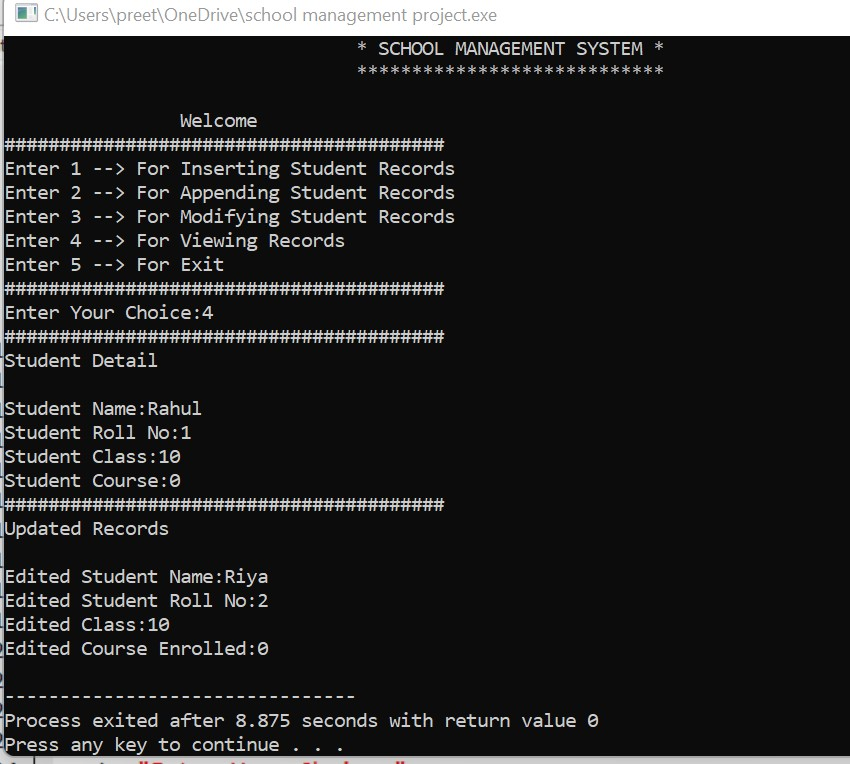 C:\Users\preet\OneDrive\school management project.exe
* SCHOOL MANAGEMENT SYSTEM *
****************************
Welcome
########################################
Enter 1 --> For Inserting Student Records
Enter 2 --> For Appending Student Records
Enter 3 --> For Modifying Student Records
Enter 4 --> For Viewing Records
Enter 5 --> For Exit
########################################
Enter Your Choice:4
########################################
Student Detail
Student Name:Rahul
Student Roll No:1
Student Class:10
Student Course:0
########################################
Updated Records
Edited Student Name:Riya
Edited Student Roll No:2
Edited Class:10
Edited Course Enrolled:0
--------------------------------
Process exited after 8.875 seconds with return value 0
Press any key to continue . . .